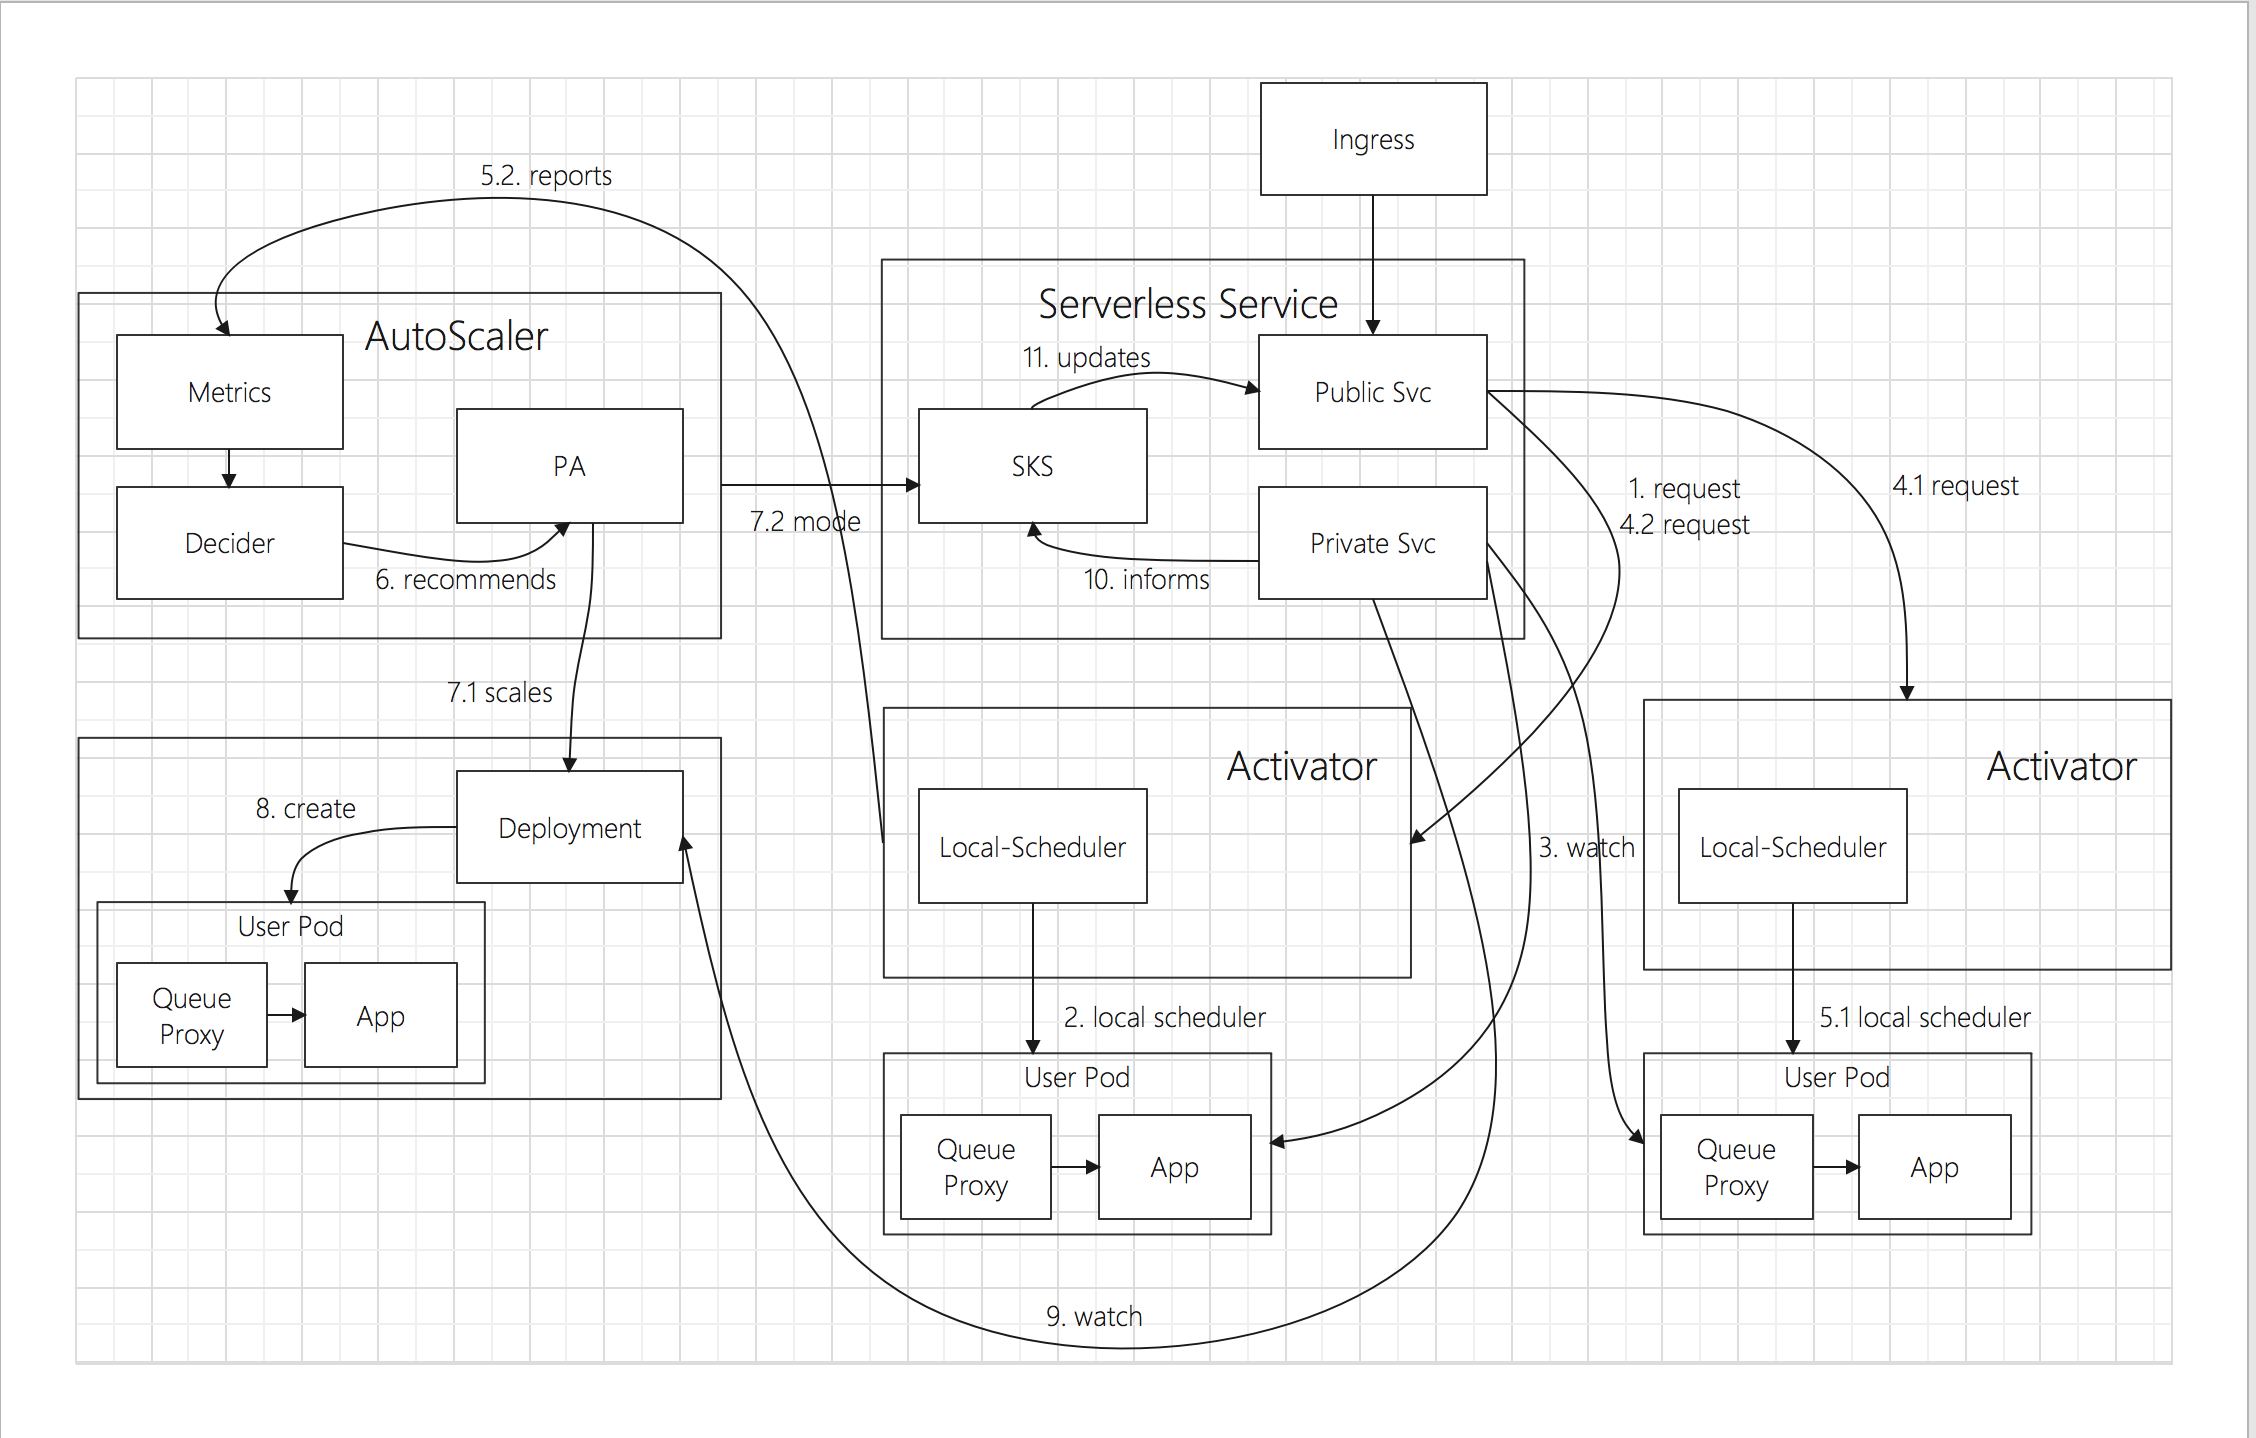 Ingress
5.2. reports
Serverless Service
AutoScaler
11. updates
Metrics
Public Svc
PA
SKS
1. request
4.2 request
4.1 request
7.2 mode
Decider
Private Svc
6. recommends
10. informs
7.1 scales
Activator
Activator
8. create
Deployment
Local-Scheduler
3. watch
Local-Scheduler
User Pod
Queue
Proxy
App
2. local scheduler
5.1 local scheduler
User Pod
User Pod
Queue
Proxy
App
Queue
Proxy
App
9. watch